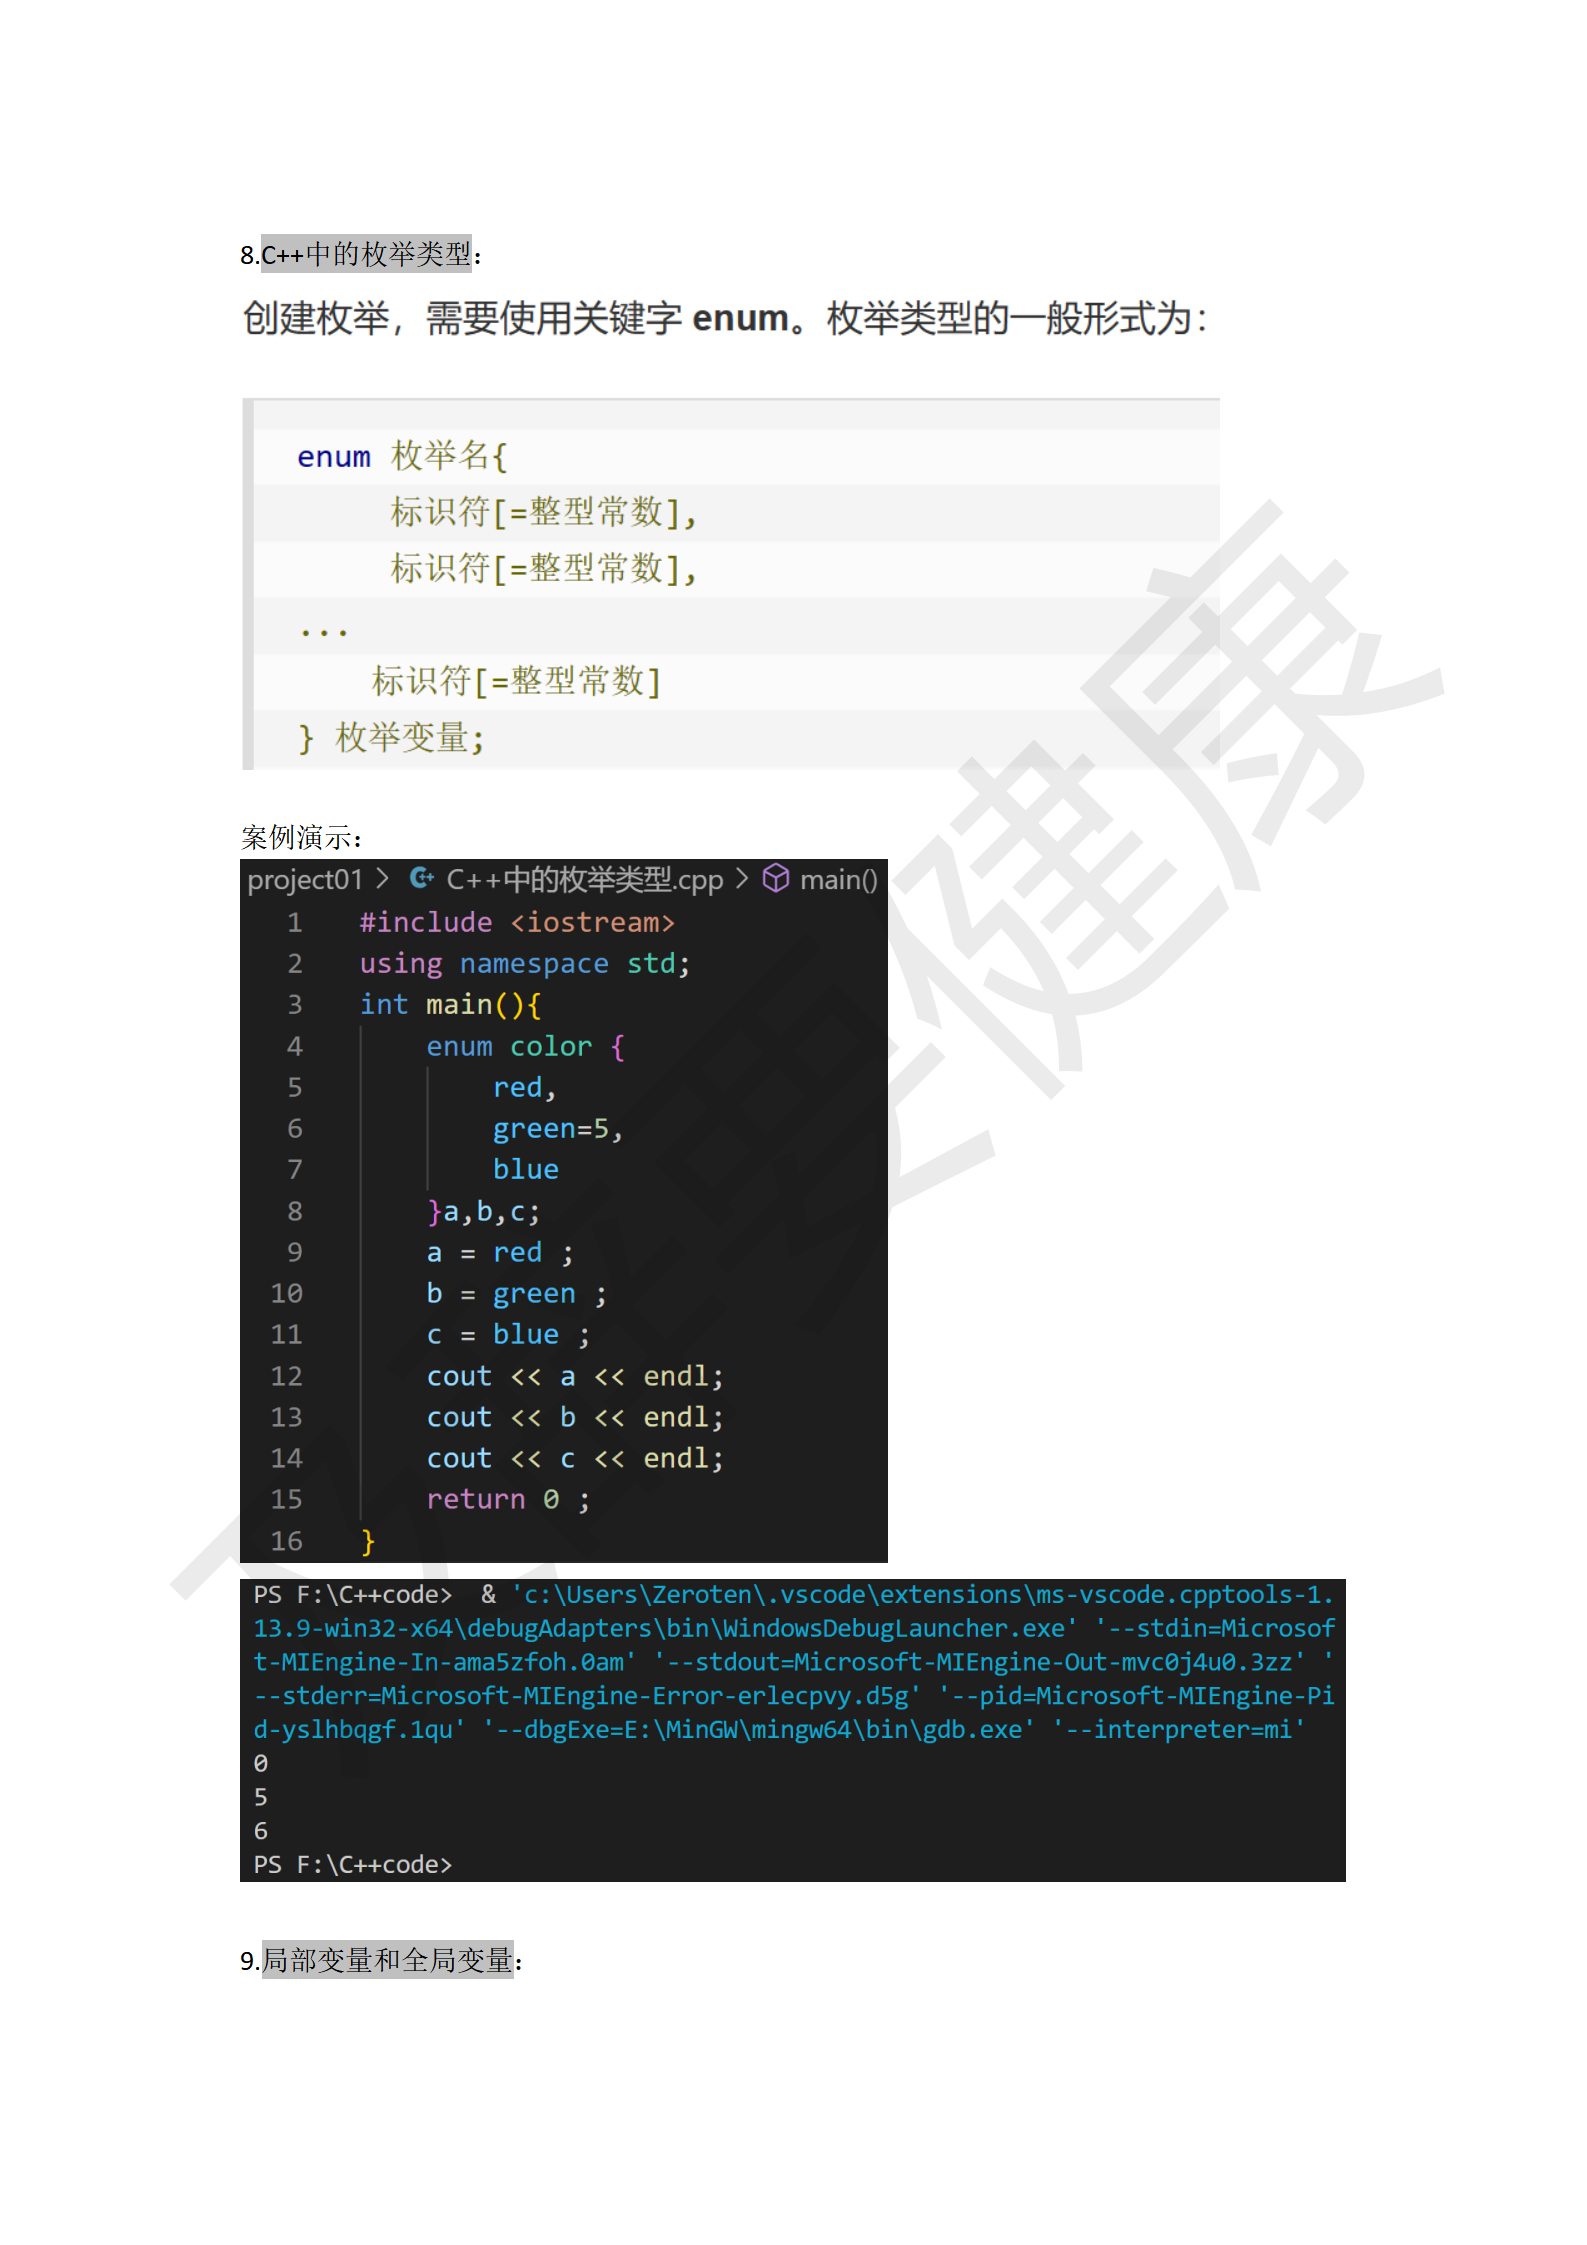 8.C++中的枚举类型：
创建枚举，需要使用关键字 enum。枚举类型的一般形式为：
enum 枚举名{
标识符[=整型常数],
标识符[=整型常数],
...
标识符[=整型常数]
} 枚举变量;
案例演示：
project01 > C++中的枚举类型.cpp > main()
1 #include <iostream>
2 using namespace std;
3 int main(){
4 enum color {
5 red,
6 green=5,
7 blue
8 }a,b,c;
9 a = red ;
10 b = green ;
11 c = blue ;
12 cout << a << endl;
13 cout << b << endl;
14 cout << c << endl;
15 return 0 ;
16 }
PS F:\C++code>  & 'c:\Users\Zeroten\.vscode\extensions\ms-vscode.cpptools-1.
13.9-win32-x64\debugAdapters\bin\WindowsDebugLauncher.exe' '--stdin=Microsof
t-MIEngine-In-ama5zfoh.0am' '--stdout=Microsoft-MIEngine-Out-mvc0j4u0.3zz' '
--stderr=Microsoft-MIEngine-Error-erlecpvy.d5g' '--pid=Microsoft-MIEngine-Pi
d-yslhbqgf.1qu' '--dbgExe=E:\MinGW\mingw64\bin\gdb.exe' '--interpreter=mi'
0
5
6
PS F:\C++code>
9.局部变量和全局变量：
要健康